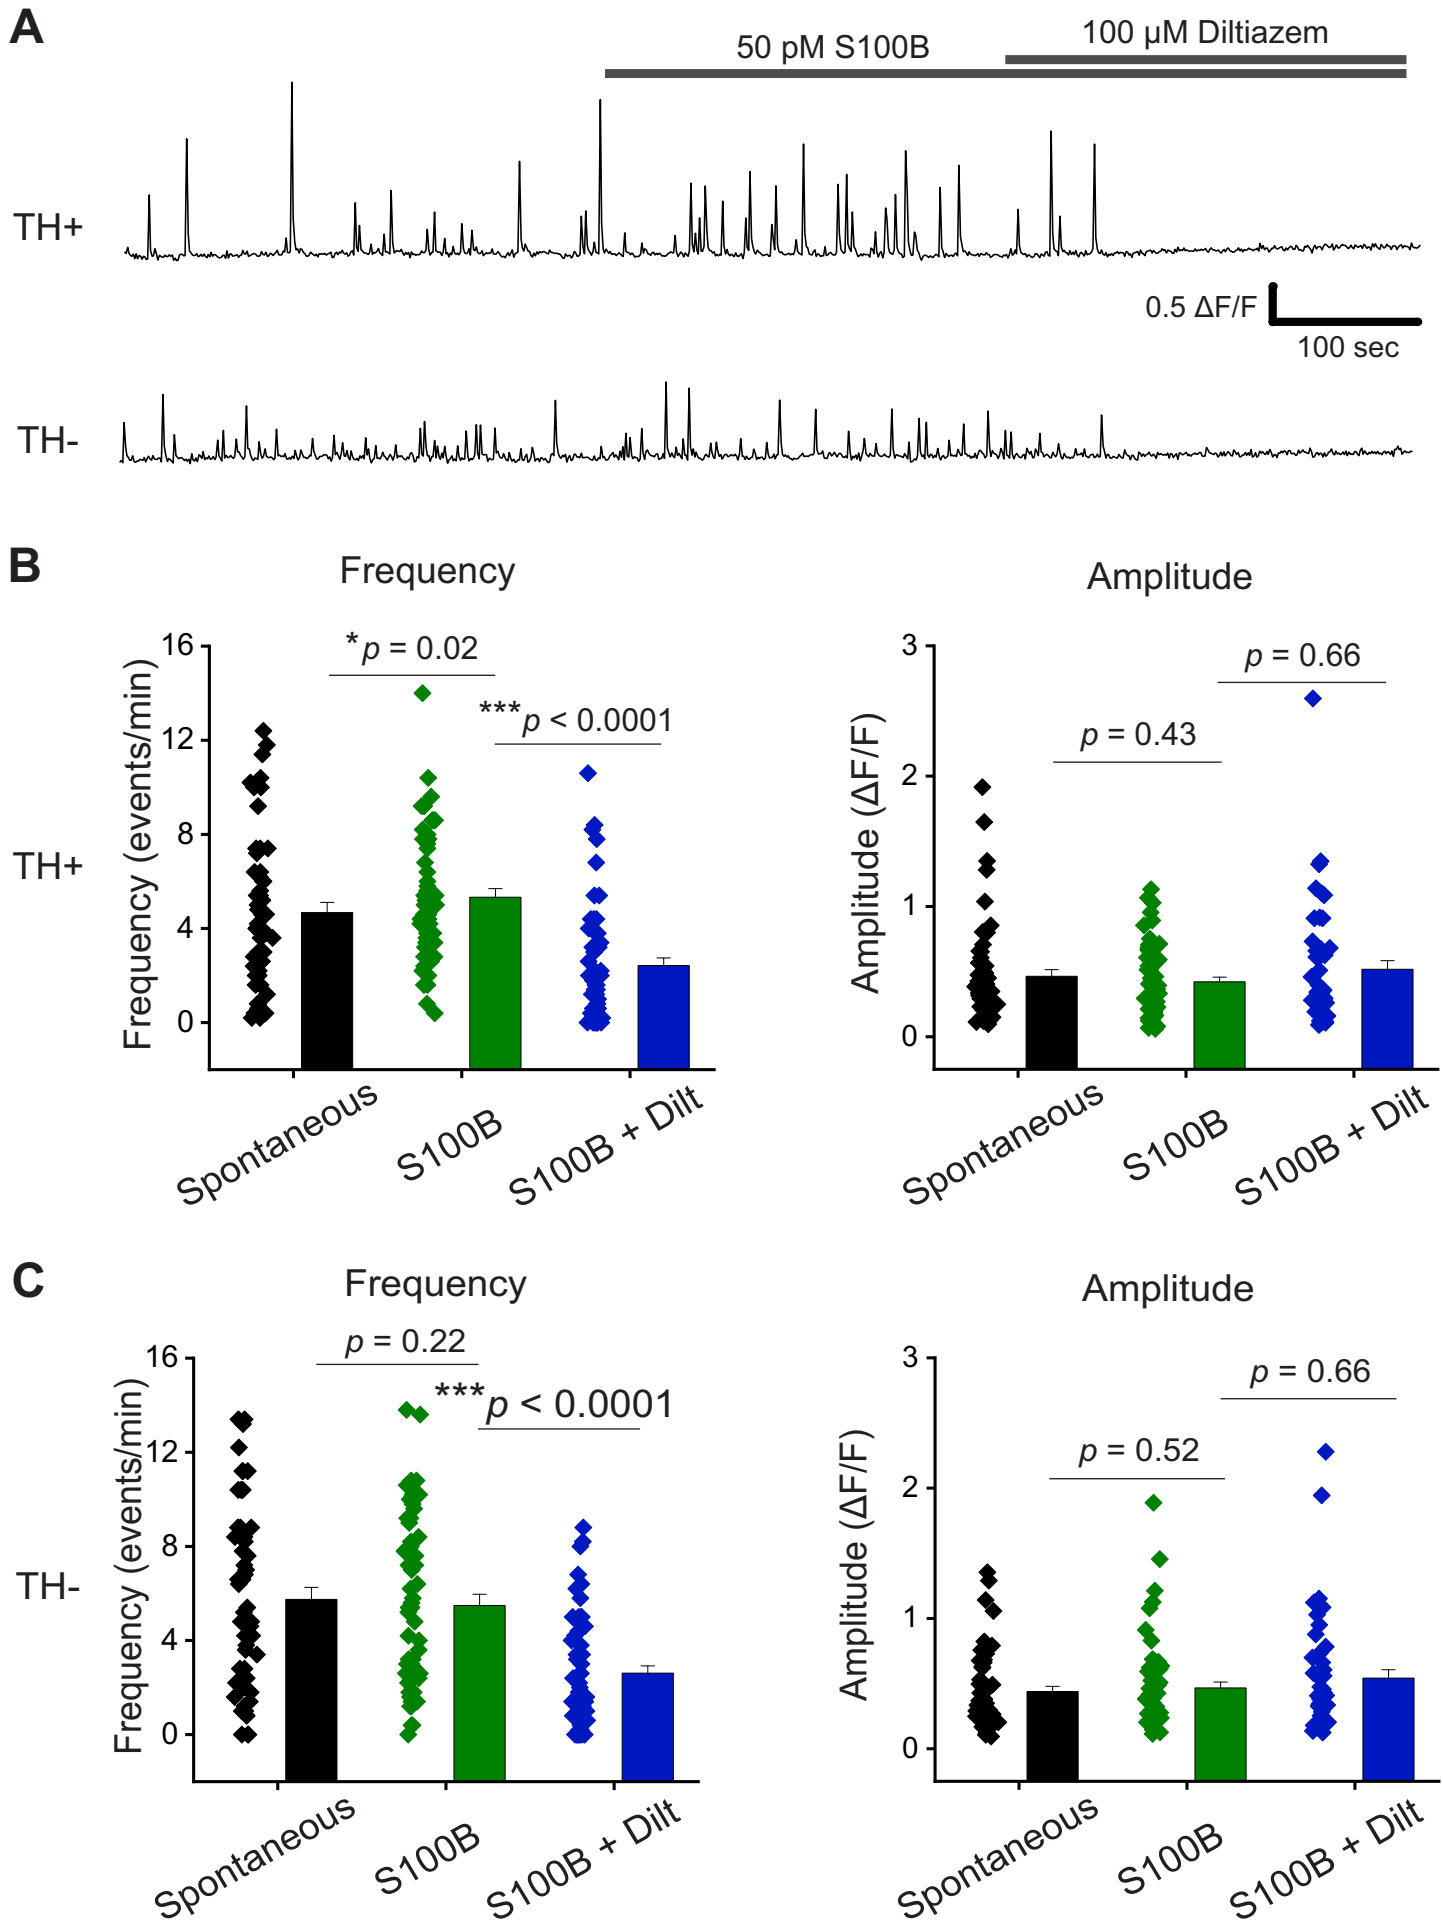 A
50 pM S100B
100 µM Diltiazem
TH+
0.5 ΔF/F
100 sec
TH-
B
Frequency
Amplitude
TH+
Frequency (events/min)
16
12
8
4
0
*p = 0.02
***p < 0.0001
Spontaneous
S100B
S100B + Dilt
Amplitude (ΔF/F)
3
2
1
0
p = 0.43
p = 0.66
Spontaneous
S100B
S100B + Dilt
C
Frequency
Amplitude
TH-
Frequency (events/min)
16
12
8
4
0
p = 0.22
***p < 0.0001
Spontaneous
S100B
S100B + Dilt
Amplitude (ΔF/F)
3
2
1
0
p = 0.52
p = 0.66
Spontaneous
S100B
S100B + Dilt